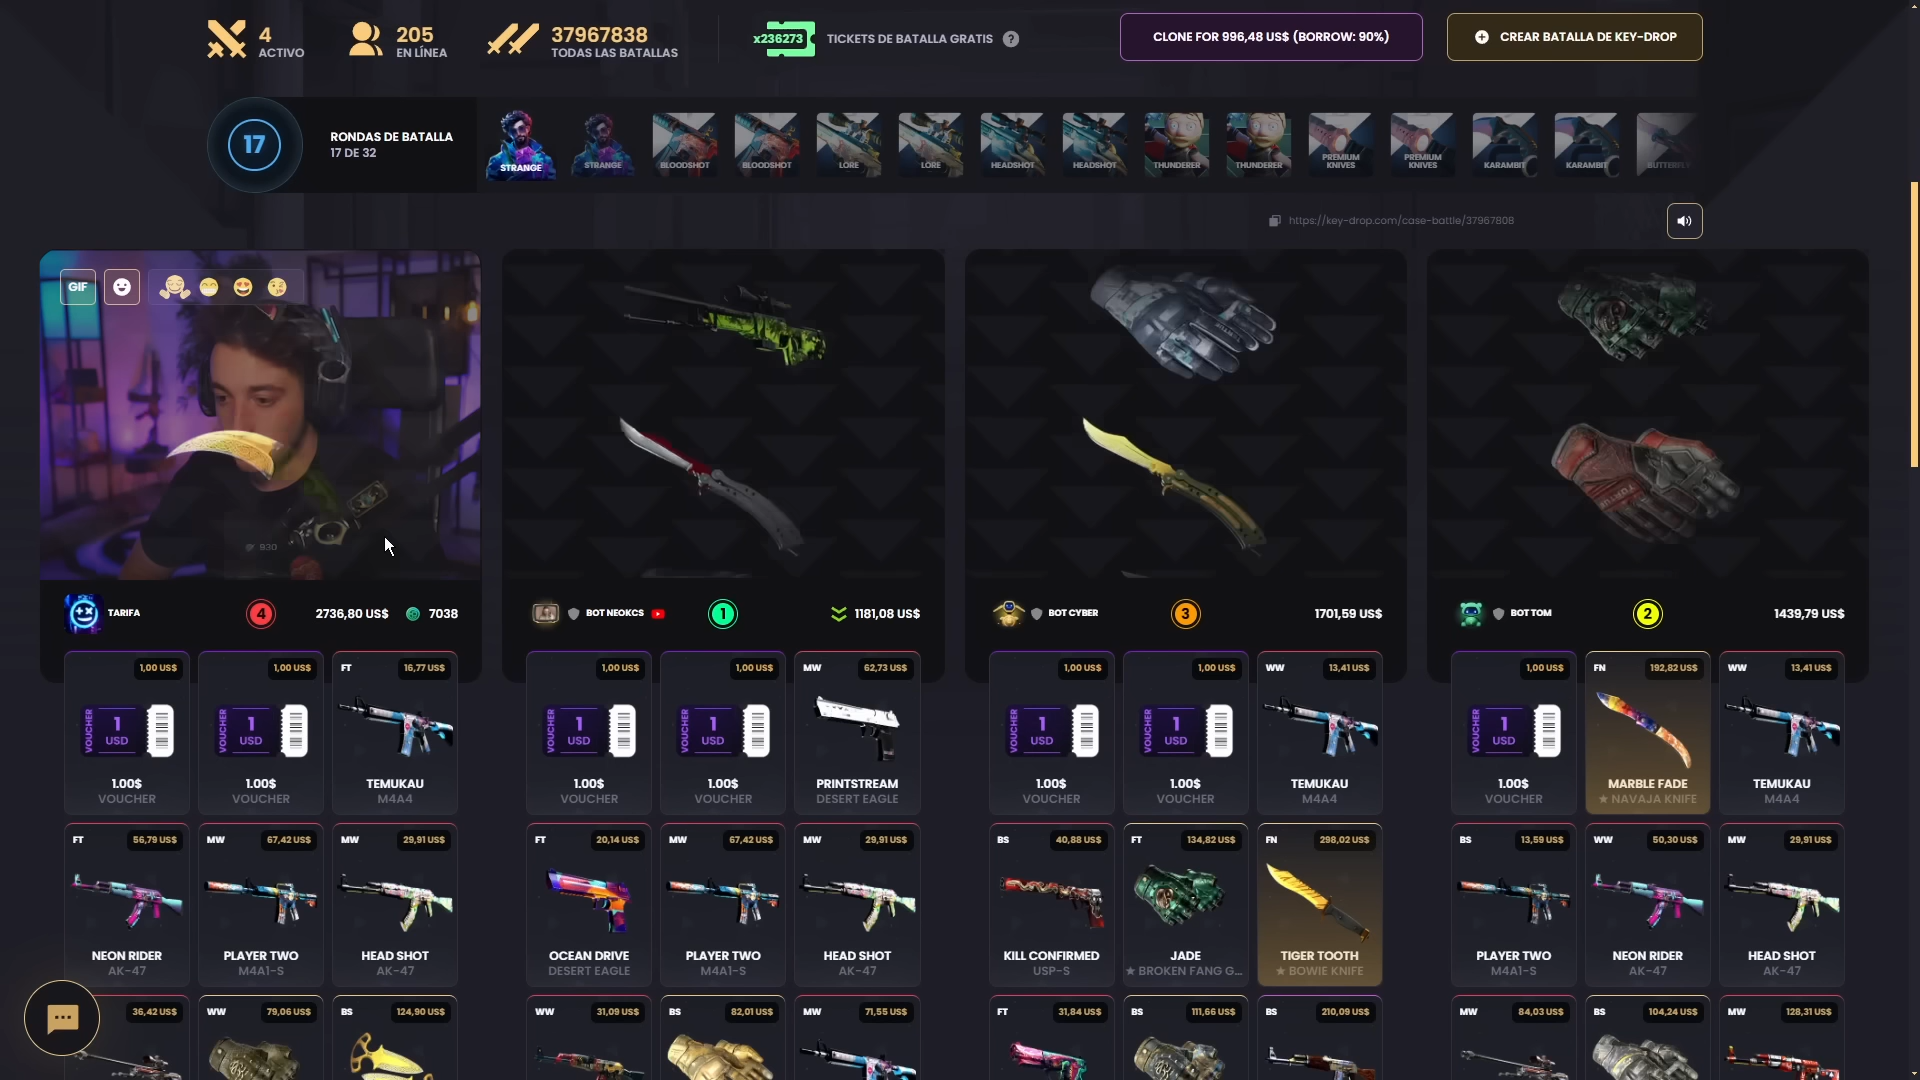 4
ACTIVO
205
EN LÍNEA
37967838
TODAS LAS BATALLAS
x236273
TICKETS DE BATALLA GRATIS
?
CLONE FOR 996,48 US$ (BORROW: 90%)
CREAR BATALLA DE KEY-DROP
17
RONDAS DE BATALLA
17 DE 32
STRANGE
STRANGE
BLOODSHOT
BLOODSHOT
LORE
LORE
HEADSHOT
HEADSHOT
THUNDERER
THUNDERER
PREMIUM KNIVES
PREMIUM KNIVES
KARAMBIT
KARAMBIT
BUTTERFLY
https://key-drop.com/case-battle/37967808
GIF
930
TARIFA
4
2736,80 US$
7038
BOT NEOKCS
1
1181,08 US$
BOT CYBER
3
1701,59 US$
BOT TOM
2
1439,79 US$
1,00 US$
VOUCHER
1 USD
1.00$
VOUCHER
1,00 US$
VOUCHER
1 USD
1.00$
VOUCHER
FT
16,77 US$
TEMUKAU
M4A4
1,00 US$
VOUCHER
1 USD
1.00$
VOUCHER
1,00 US$
VOUCHER
1 USD
1.00$
VOUCHER
MW
62,73 US$
PRINTSTREAM
DESERT EAGLE
1,00 US$
VOUCHER
1 USD
1.00$
VOUCHER
1,00 US$
VOUCHER
1 USD
1.00$
VOUCHER
WW
13,41 US$
TEMUKAU
M4A4
1,00 US$
VOUCHER
1 USD
1.00$
VOUCHER
FN
192,82 US$
MARBLE FADE
★ NAVAJA KNIFE
WW
13,41 US$
TEMUKAU
M4A4
FT
56,79 US$
NEON RIDER
AK-47
MW
67,42 US$
PLAYER TWO
M4A1-S
MW
29,91 US$
HEAD SHOT
AK-47
FT
20,14 US$
OCEAN DRIVE
DESERT EAGLE
MW
67,42 US$
PLAYER TWO
M4A1-S
MW
29,91 US$
HEAD SHOT
AK-47
BS
40,88 US$
KILL CONFIRMED
USP-S
FT
134,82 US$
JADE
★ BROKEN FANG G...
FN
298,02 US$
TIGER TOOTH
★ BOWIE KNIFE
BS
13,59 US$
PLAYER TWO
M4A1-S
WW
50,30 US$
NEON RIDER
AK-47
MW
29,91 US$
HEAD SHOT
AK-47
36,42 US$
WW
79,06 US$
BS
124,90 US$
WW
31,09 US$
BS
82,01 US$
MW
71,55 US$
FT
31,84 US$
BS
111,66 US$
BS
210,09 US$
MW
84,03 US$
BS
104,24 US$
MW
128,31 US$